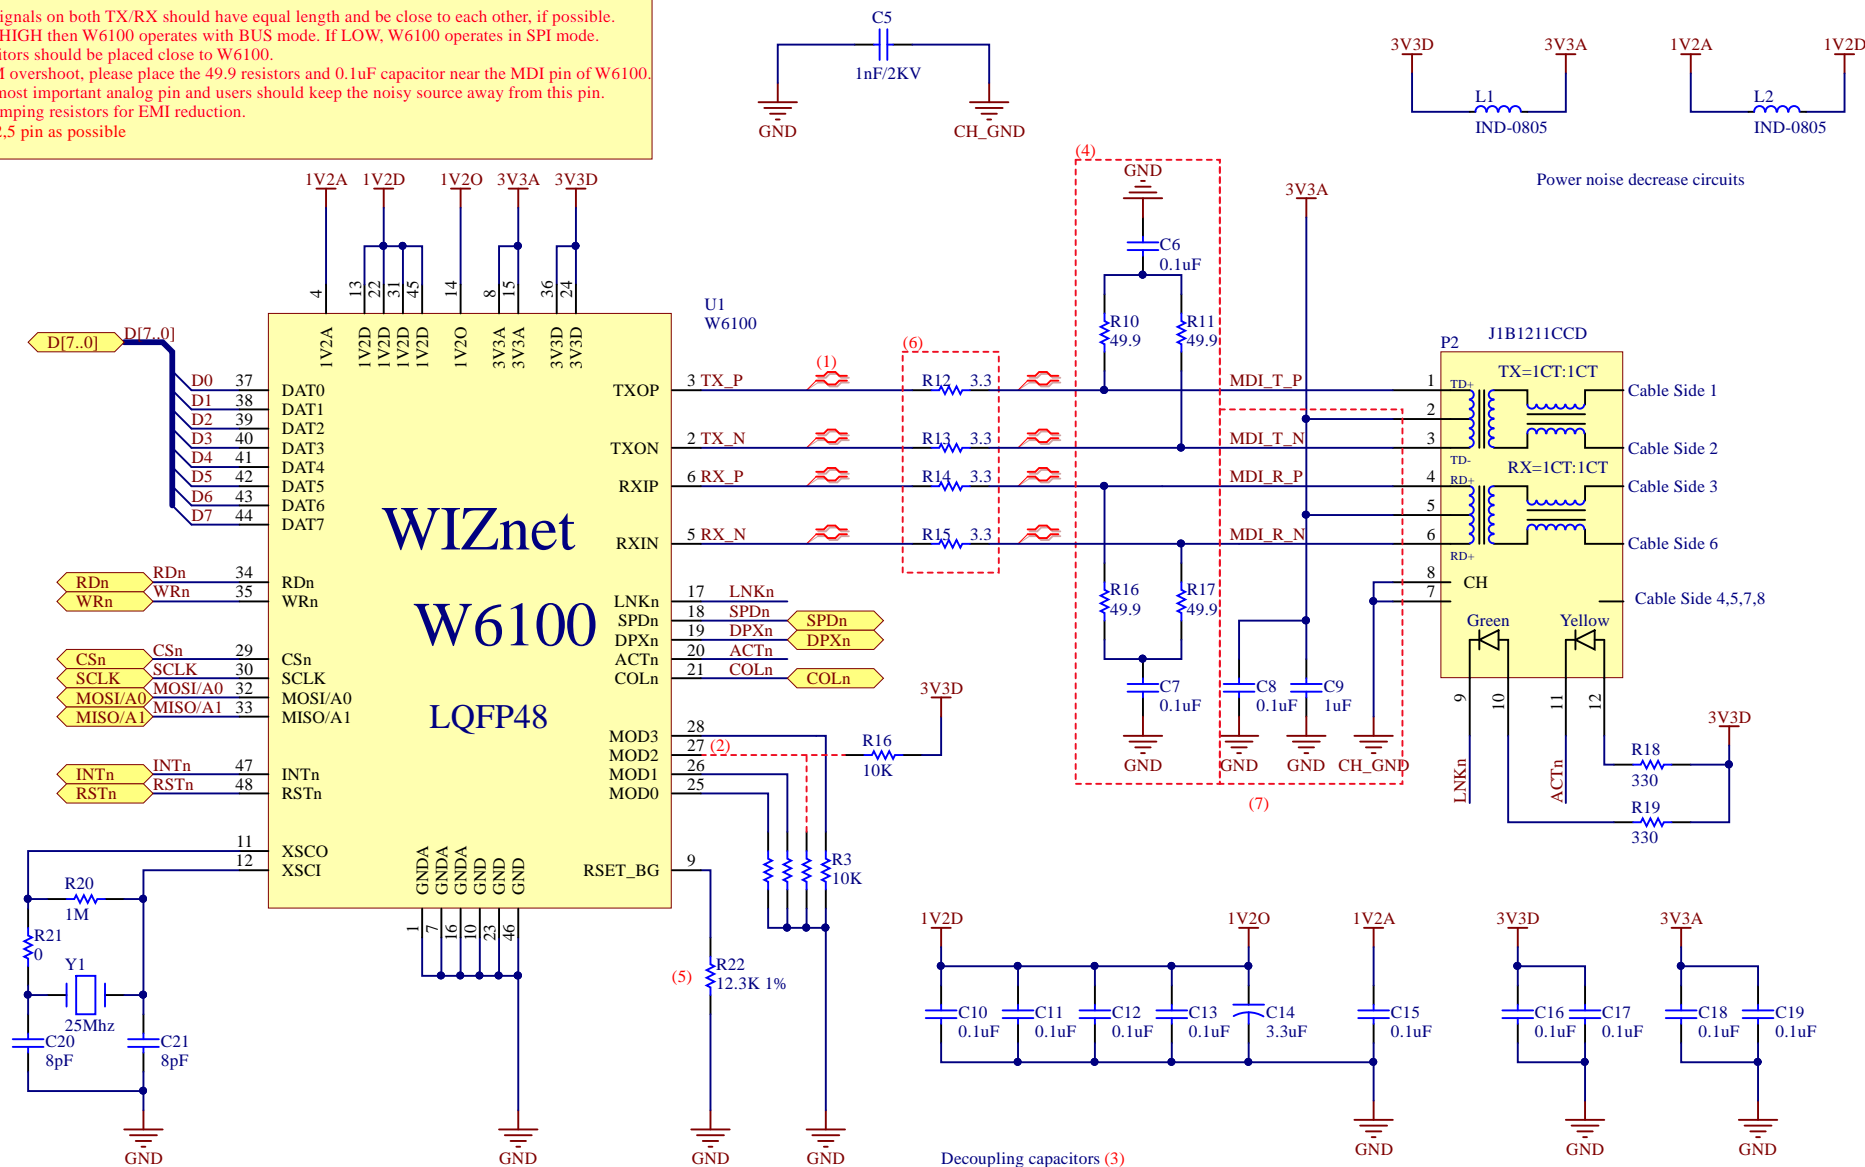 ignals on both TX/RX should have equal length and be close to each other, if possible.
HIGH then W6100 operates with BUS mode. If LOW, W6100 operates in SPI mode.
itors should be placed close to W6100.
M overshoot, please place the 49.9 resistors and 0.1uF capacitor near the MDI pin of W6100.
most important analog pin and users should keep the noisy source away from this pin.
mping resistors for EMI reduction.
2,5 pin as possible
C5
1nF/2KV
GND
CH_GND
3V3D
3V3A
L1
IND-0805
1V2A
1V2D
L2
IND-0805
Power noise decrease circuits
1V2A
1V2D
1V2O
3V3A
3V3D
4
13
22
31
45
14
8
15
36
24
1V2A
1V2D
1V2D
1V2D
1V2D
1V2O
3V3A
3V3A
3V3D
3V3D
U1
W6100
D[7..0]
D[7..0]
D0 37 DAT0
D1 38 DAT1
D2 39 DAT2
D3 40 DAT3
D4 41 DAT4
D5 42 DAT5
D6 43 DAT6
D7 44 DAT7
RDn RDn 34 RDn
WRn WRn 35 WRn
CSn CSn 29 CSn
SCLK SCLK 30 SCLK
MOSI/A0 MOSI/A0 32 MOSI/A0
MISO/A1 MISO/A1 33 MISO/A1
INTn INTn 47 INTn
RSTn RSTn 48 RSTn
11 XSCO
12 XSCI
WIZnet
W6100
LQFP48
TXOP 3 TX_P
TXON 2 TX_N
RXIP 6 RX_P
RXIN 5 RX_N
LNKn 17 LNKn
SPDn 18 SPDn SPDn
DPXn 19 DPXn DPXn
ACTn 20 ACTn
COLn 21 COLn COLn
MOD3 28
MOD2 27 (2)
MOD1 26
MOD0 25
RSET_BG 9
GNDA
GNDA
GNDA
GND
GND
GND
1
7
16
10
23
46
GND
R20
1M
R21
0
Y1
25Mhz
C20
8pF
C21
8pF
GND
(1)
(6)
R12 3.3
R13 3.3
R14 3.3
R15 3.3
(4)
GND
C6
0.1uF
R10
49.9
R11
49.9
R16
49.9
R17
49.9
C7
0.1uF
GND
3V3A
MDI_T_P
MDI_T_N
MDI_R_P
MDI_R_N
C8
0.1uF
C9
1uF
GND
GND
CH_GND
(7)
R16
10K
3V3D
R3
10K
GND
(5)
R22
12.3K 1%
GND
P2
J1B1211CCD
1
2
3
4
5
6
8
7
TD+
TD-
RD+
RD+
TX=1CT:1CT
RX=1CT:1CT
CH
Green
Yellow
Cable Side 1
Cable Side 2
Cable Side 3
Cable Side 6
Cable Side 4,5,7,8
9
10
11
12
LNKn
ACTn
3V3D
R18
330
R19
330
1V2D
1V2O
1V2A
C10
0.1uF
C11
0.1uF
C12
0.1uF
C13
0.1uF
C14
3.3uF
C15
0.1uF
GND
3V3D
C16
0.1uF
C17
0.1uF
GND
3V3A
C18
0.1uF
C19
0.1uF
GND
Decoupling capacitors (3)